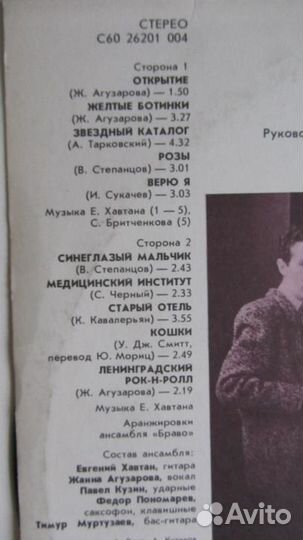 СТЕРЕО
С60 26201 004
Сторона 1
ОТКРЫТИЕ
(Ж. Агузарова) — 1.50
ЖЕЛТЫЕ БОТИНКИ
(Ж. Агузарова) — 3.27
ЗВЕЗДНЫЙ КАТАЛОГ
(А. Тарковский) — 4.32
РОЗЫ
(В. Степанцов) — 3.01
ВЕРЮ Я
(И. Сукачев) — 3.03
Музыка Е. Хавтана (1 — 5),
С. Бритченкова (5)
Сторона 2
СИНЕГЛАЗЫЙ МАЛЬЧИК
(В. Степанцов) — 2.43
МЕДИЦИНСКИЙ ИНСТИТУТ
(С. Черный) — 2.33
СТАРЫЙ ОТЕЛЬ
(К. Кавалерьян) — 3.55
КОШКИ
(У. Дж. Смитт,
перевод Ю. Мориц) — 2.49
ЛЕНИНГРАДСКИЙ
РОК-Н-РОЛЛ
(Ж. Агузарова) — 2.19
Музыка Е. Хавтана
Аранжировки
ансамбля «Браво»
Состав ансамбля:
Евгений Хавтан, гитара
Жанна Агузарова, вокал
Павел Кузин, ударные
Федор Пономарев,
саксофон, клавишные
Тимур Муртузаев, бас-гитара
Руково
Avito